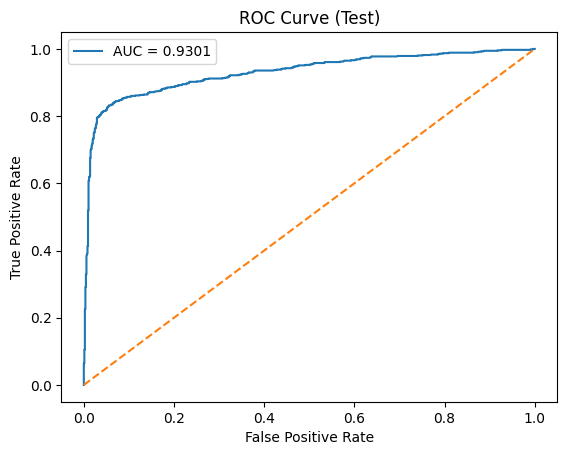 ROC Curve (Test)
AUC = 0.9301
True Positive Rate
1.0
0.8
0.6
0.4
0.2
0.0
0.0 0.2 0.4 0.6 0.8 1.0
False Positive Rate